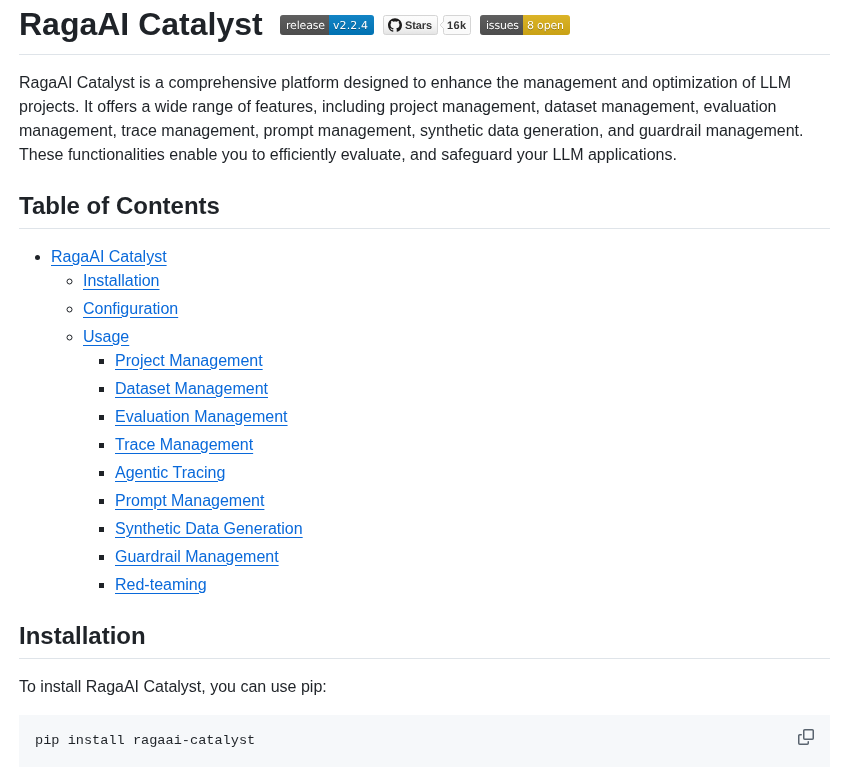 RagaAI Catalyst release v2.2.4 Stars 16k issues 8 open
RagaAI Catalyst is a comprehensive platform designed to enhance the management and optimization of LLM
projects. It offers a wide range of features, including project management, dataset management, evaluation
management, trace management, prompt management, synthetic data generation, and guardrail management.
These functionalities enable you to efficiently evaluate, and safeguard your LLM applications.
Table of Contents
RagaAI Catalyst
Installation
Configuration
Usage
Project Management
Dataset Management
Evaluation Management
Trace Management
Agentic Tracing
Prompt Management
Synthetic Data Generation
Guardrail Management
Red-teaming
Installation
To install RagaAI Catalyst, you can use pip:
pip install ragaai-catalyst